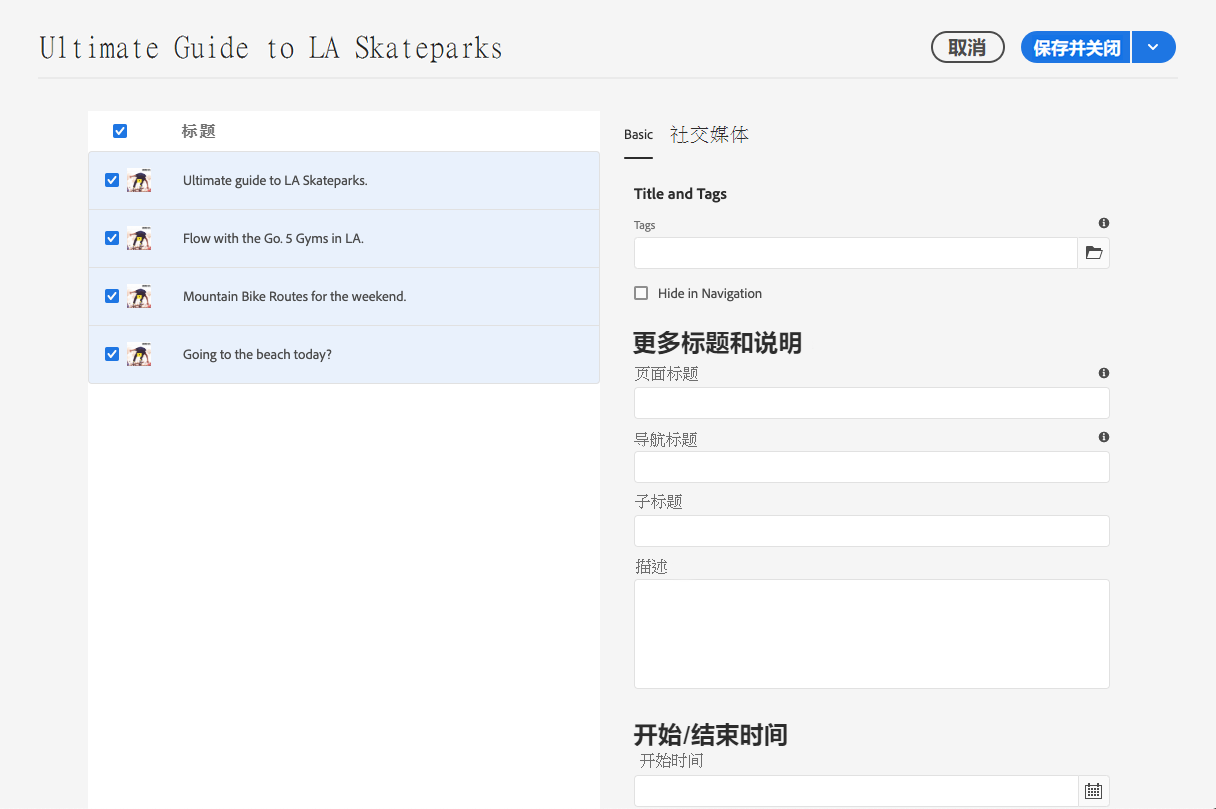 Ultimate Guide to LA Skateparks
取消
保存并关闭
标题
Ultimate guide to LA Skateparks.
Flow with the Go. 5 Gyms in LA.
Mountain Bike Routes for the weekend.
Going to the beach today?
Basic
社交媒体
Title and Tags
Tags
Hide in Navigation
更多标题和说明
页面标题
导航标题
子标题
描述
开始/结束时间
开始时间